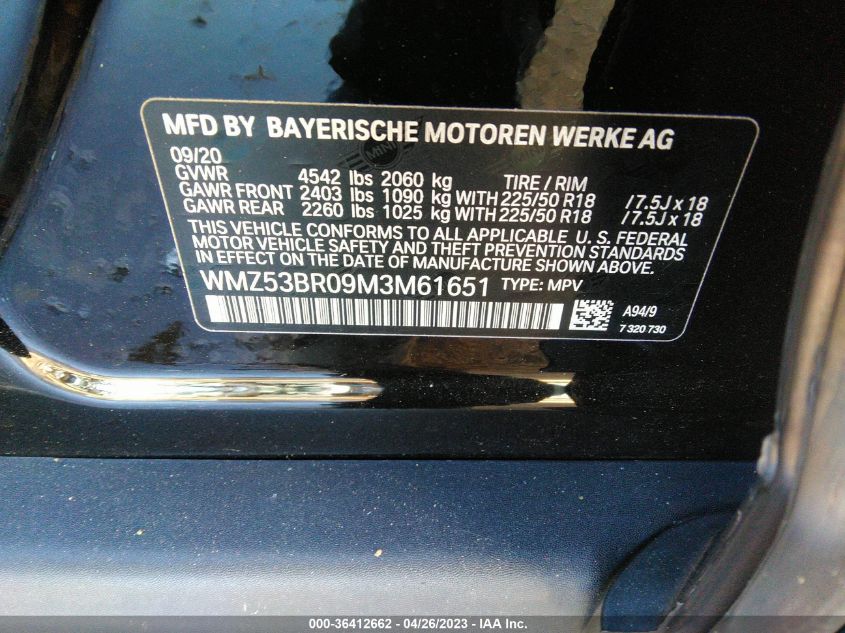 MFD BY BAYERISCHE MOTOREN WERKE AG
MINI
09/20
GVWR 4542 lbs 2060 kg TIRE / RIM
GAWR FRONT 2403 lbs 1090 kg WITH 225/50 R18 /7.5J x 18
GAWR REAR 2260 lbs 1025 kg WITH 225/50 R18 /7.5J x 18
THIS VEHICLE CONFORMS TO ALL APPLICABLE U. S. FEDERAL
MOTOR VEHICLE SAFETY AND THEFT PREVENTION STANDARDS
IN EFFECT ON THE DATE OF MANUFACTURE SHOWN ABOVE.
WMZ53BR09M3M61651 TYPE: MPV
A94/9
7 320 730
000-36412662 - 04/26/2023 - IAA Inc.